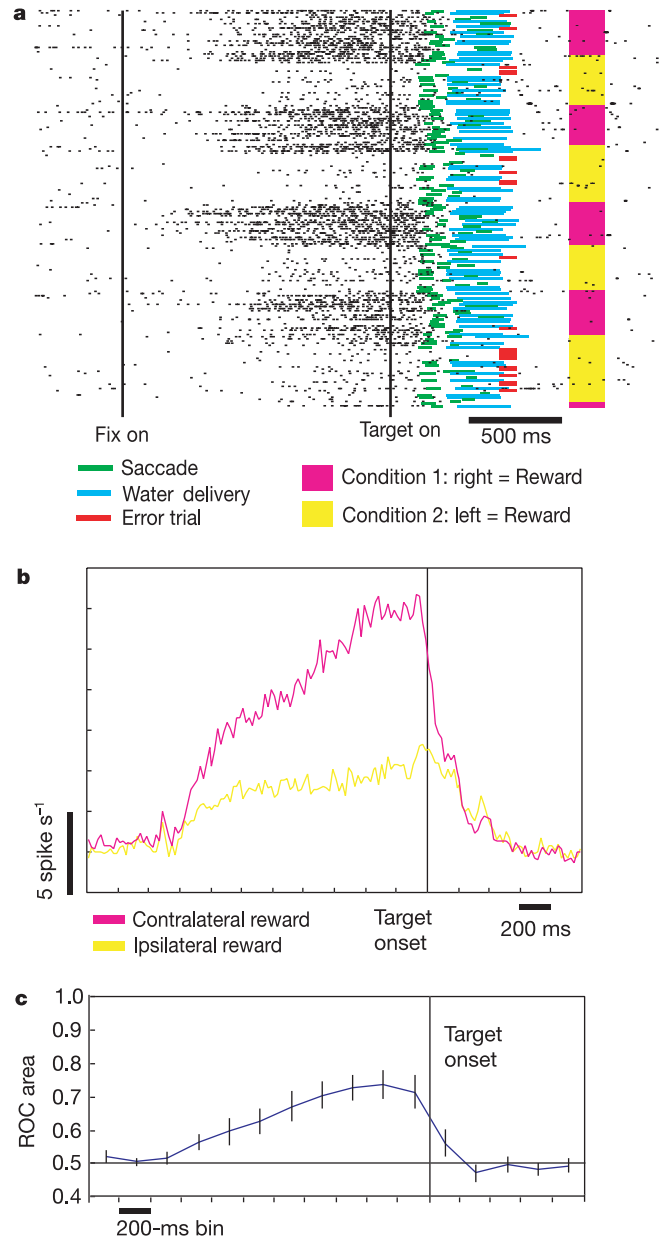 a
Fix on
Target on
500 ms
Saccade
Water delivery
Error trial
Condition 1: right = Reward
Condition 2: left = Reward
b
5 spike s⁻¹
Contralateral reward
Ipsilateral reward
Target
onset
200 ms
c
1.0
0.9
0.8
0.7
0.6
0.5
0.4
ROC area
Target
onset
200-ms bin